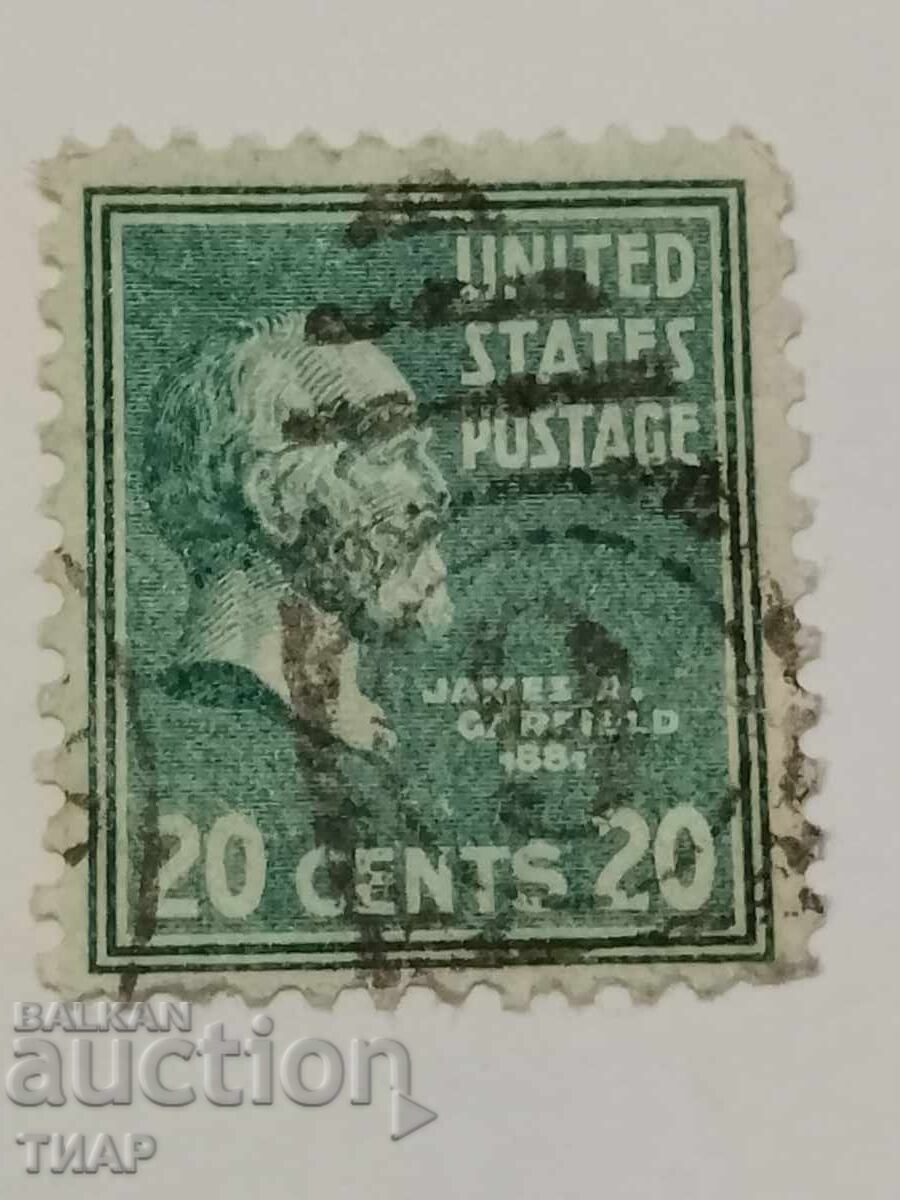 UNITED
STATES
POSTAGE
JAMES A.
GARFIELD
1881
20 CENTS 20
BALKAN
auction
ТИАР